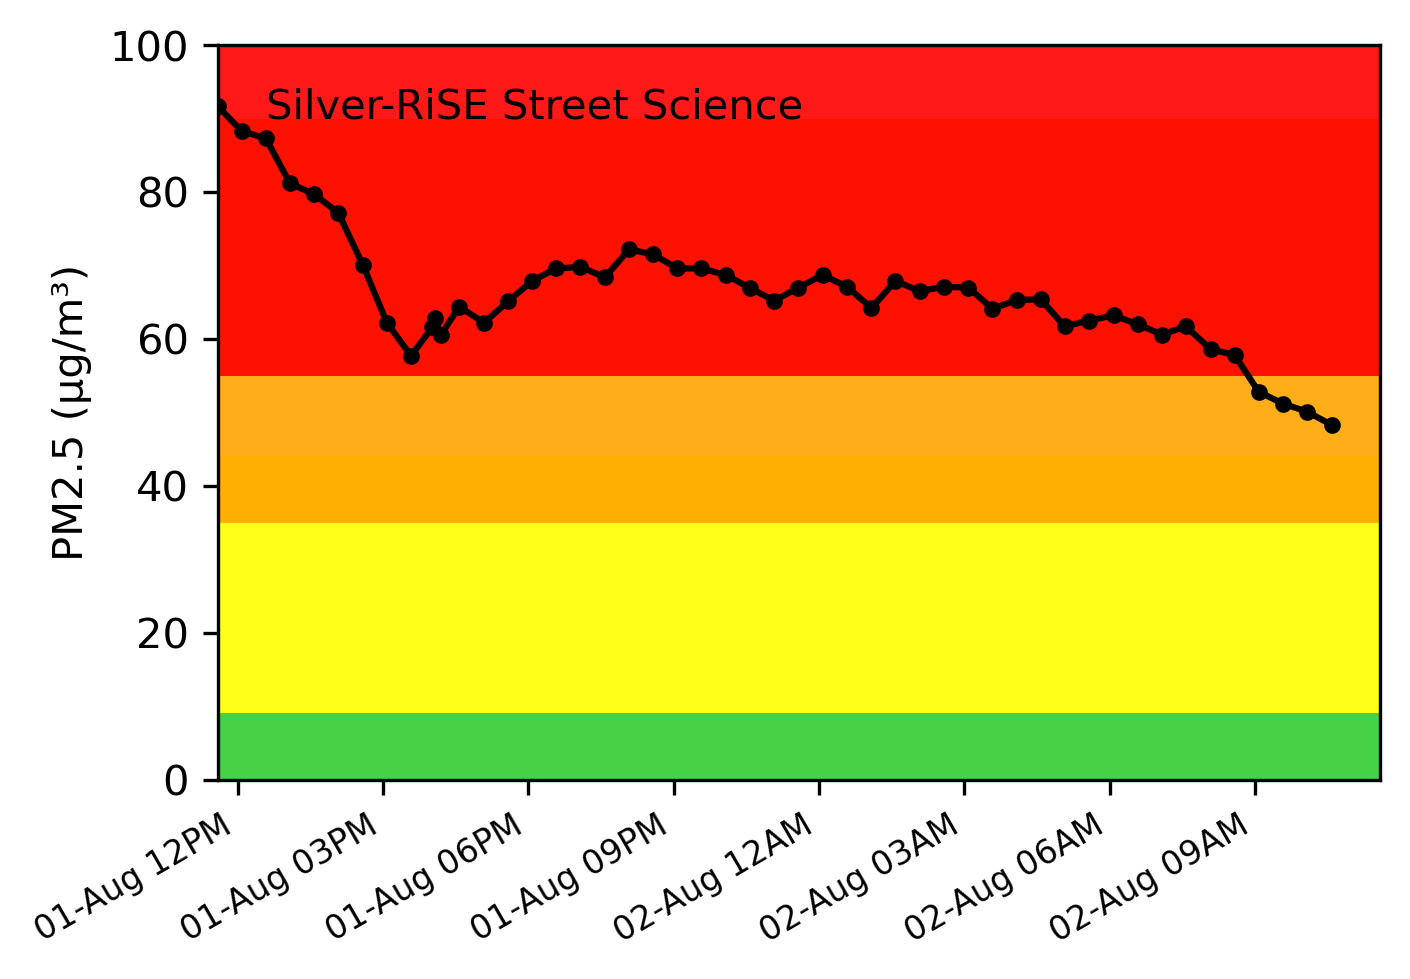 Silver-RiSE Street Science
PM2.5 (µg/m³)
100
80
60
40
20
0
01-Aug 12PM
01-Aug 03PM
01-Aug 06PM
01-Aug 09PM
02-Aug 12AM
02-Aug 03AM
02-Aug 06AM
02-Aug 09AM